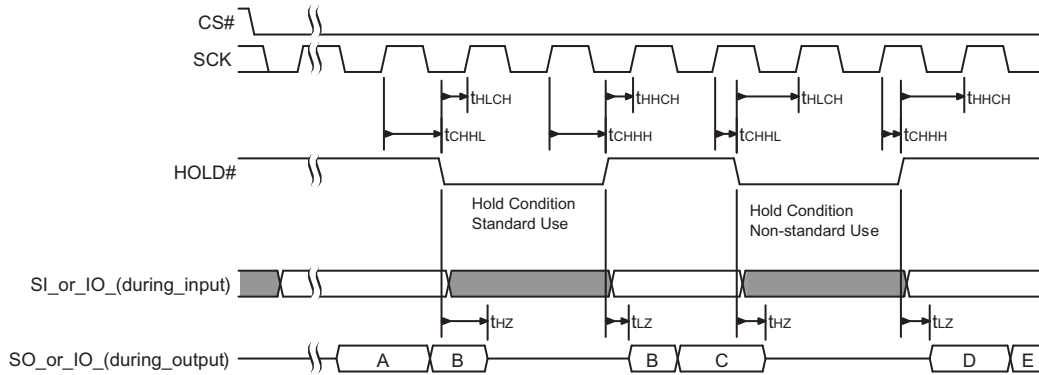 CS#
SCK
tHLCH tHHCH tHLCH tHHCH
tCHHL tCHHH tCHHL tCHHH
HOLD#
Hold Condition
Standard Use
Hold Condition
Non-standard Use
SI_or_IO_(during_input)
tHZ tLZ tHZ tLZ
SO_or_IO_(during_output) A B B C D E